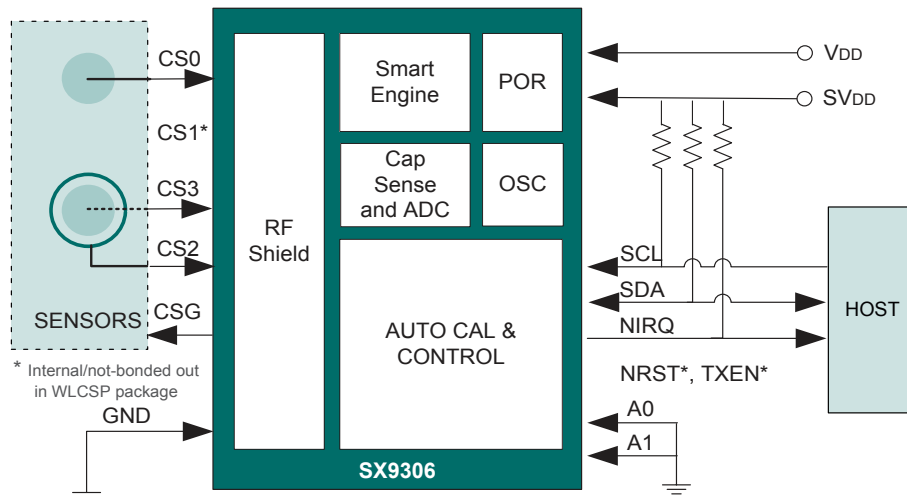 CS0
CS1*
CS3
CS2
SENSORS
CSG
* Internal/not-bonded out
in WLCSP package
GND
RF
Shield
Smart
Engine
POR
Cap
Sense
and ADC
OSC
AUTO CAL &
CONTROL
SX9306
VDD
SVDD
SCL
SDA
NIRQ
NRST*, TXEN*
A0
A1
HOST